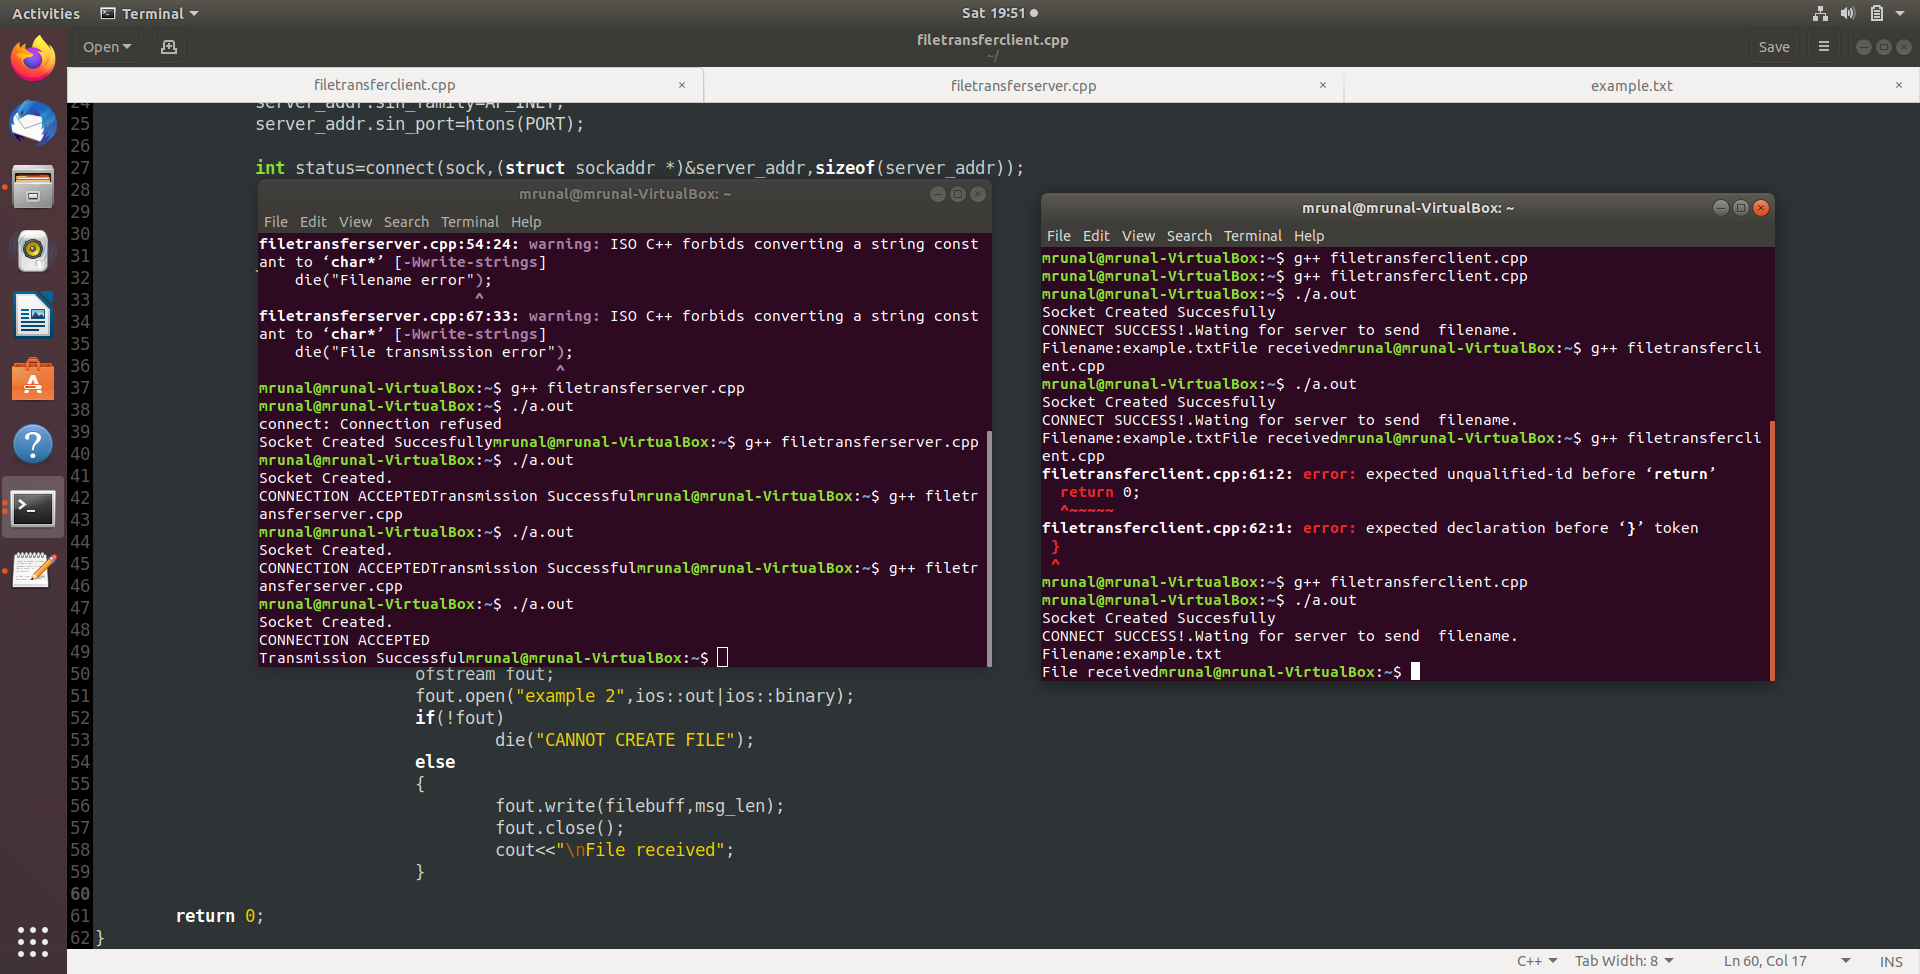 Activities Terminal Sat 19:51
Open filetransferclient.cpp Save
~/
filetransferclient.cpp × filetransferserver.cpp × example.txt ×
24 server_addr.sin_family=AF_INET;
25 server_addr.sin_port=htons(PORT);
26
27 int status=connect(sock,(struct sockaddr *)&server_addr,sizeof(server_addr));
28
29
30
31
32
33
34
35
36
37
38
39
40
41
42
43
44
45
46
47
48
49
mrunal@mrunal-VirtualBox: ~
File Edit View Search Terminal Help
filetransferserver.cpp:54:24: warning: ISO C++ forbids converting a string const
ant to ‘char*’ [-Wwrite-strings]
die("Filename error");
^
filetransferserver.cpp:67:33: warning: ISO C++ forbids converting a string const
ant to ‘char*’ [-Wwrite-strings]
die("File transmission error");
^
mrunal@mrunal-VirtualBox:~$ g++ filetransferserver.cpp
mrunal@mrunal-VirtualBox:~$ ./a.out
connect: Connection refused
Socket Created Succesfullymrunal@mrunal-VirtualBox:~$ g++ filetransferserver.cpp
mrunal@mrunal-VirtualBox:~$ ./a.out
Socket Created.
CONNECTION ACCEPTEDTransmission Successfulmrunal@mrunal-VirtualBox:~$ g++ filetr
ansferserver.cpp
mrunal@mrunal-VirtualBox:~$ ./a.out
Socket Created.
CONNECTION ACCEPTEDTransmission Successfulmrunal@mrunal-VirtualBox:~$ g++ filetr
ansferserver.cpp
mrunal@mrunal-VirtualBox:~$ ./a.out
Socket Created.
CONNECTION ACCEPTED
Transmission Successfulmrunal@mrunal-VirtualBox:~$
mrunal@mrunal-VirtualBox: ~
File Edit View Search Terminal Help
mrunal@mrunal-VirtualBox:~$ g++ filetransferclient.cpp
mrunal@mrunal-VirtualBox:~$ g++ filetransferclient.cpp
mrunal@mrunal-VirtualBox:~$ ./a.out
Socket Created Succesfully
CONNECT SUCCESS!.Wating for server to send  filename.
Filename:example.txtFile receivedmrunal@mrunal-VirtualBox:~$ g++ filetransfercli
ent.cpp
mrunal@mrunal-VirtualBox:~$ ./a.out
Socket Created Succesfully
CONNECT SUCCESS!.Wating for server to send  filename.
Filename:example.txtFile receivedmrunal@mrunal-VirtualBox:~$ g++ filetransfercli
ent.cpp
filetransferclient.cpp:61:2: error: expected unqualified-id before ‘return’
return 0;
^~~~~~
filetransferclient.cpp:62:1: error: expected declaration before ‘}’ token
}
^
mrunal@mrunal-VirtualBox:~$ g++ filetransferclient.cpp
mrunal@mrunal-VirtualBox:~$ ./a.out
Socket Created Succesfully
CONNECT SUCCESS!.Wating for server to send  filename.
Filename:example.txt
File receivedmrunal@mrunal-VirtualBox:~$
50 ofstream fout;
51 fout.open("example 2",ios::out|ios::binary);
52 if(!fout)
53 die("CANNOT CREATE FILE");
54 else
55 {
56 fout.write(filebuff,msg_len);
57 fout.close();
58 cout<<"\nFile received";
59 }
60
61 return 0;
62 }
C++ Tab Width: 8 Ln 60, Col 17 INS